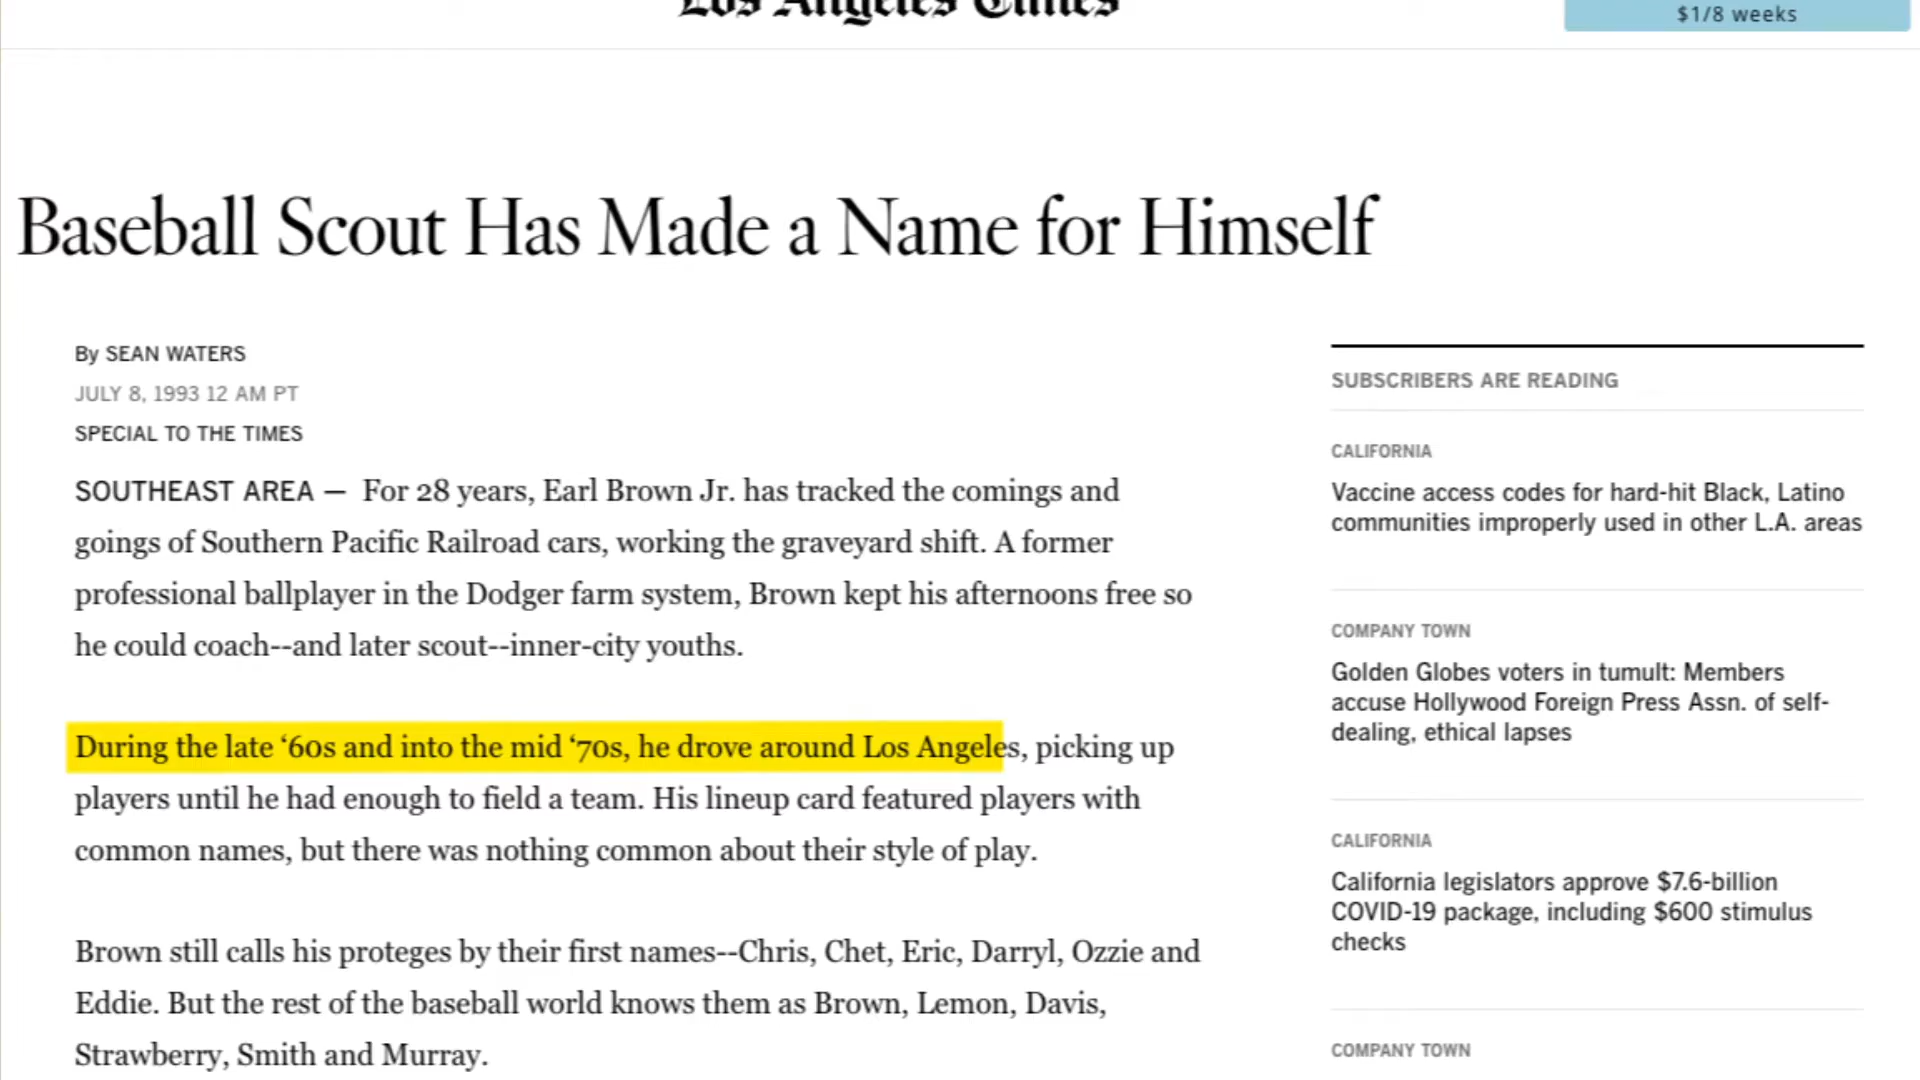 Los Angeles Times
$1/8 weeks
Baseball Scout Has Made a Name for Himself
By SEAN WATERS
JULY 8, 1993 12 AM PT
SPECIAL TO THE TIMES
SOUTHEAST AREA — For 28 years, Earl Brown Jr. has tracked the comings and
goings of Southern Pacific Railroad cars, working the graveyard shift. A former
professional ballplayer in the Dodger farm system, Brown kept his afternoons free so
he could coach--and later scout--inner-city youths.
During the late ‘60s and into the mid ‘70s, he drove around Los Angeles, picking up
players until he had enough to field a team. His lineup card featured players with
common names, but there was nothing common about their style of play.
Brown still calls his proteges by their first names--Chris, Chet, Eric, Darryl, Ozzie and
Eddie. But the rest of the baseball world knows them as Brown, Lemon, Davis,
Strawberry, Smith and Murray.
SUBSCRIBERS ARE READING
CALIFORNIA
Vaccine access codes for hard-hit Black, Latino
communities improperly used in other L.A. areas
COMPANY TOWN
Golden Globes voters in tumult: Members
accuse Hollywood Foreign Press Assn. of self-
dealing, ethical lapses
CALIFORNIA
California legislators approve $7.6-billion
COVID-19 package, including $600 stimulus
checks
COMPANY TOWN